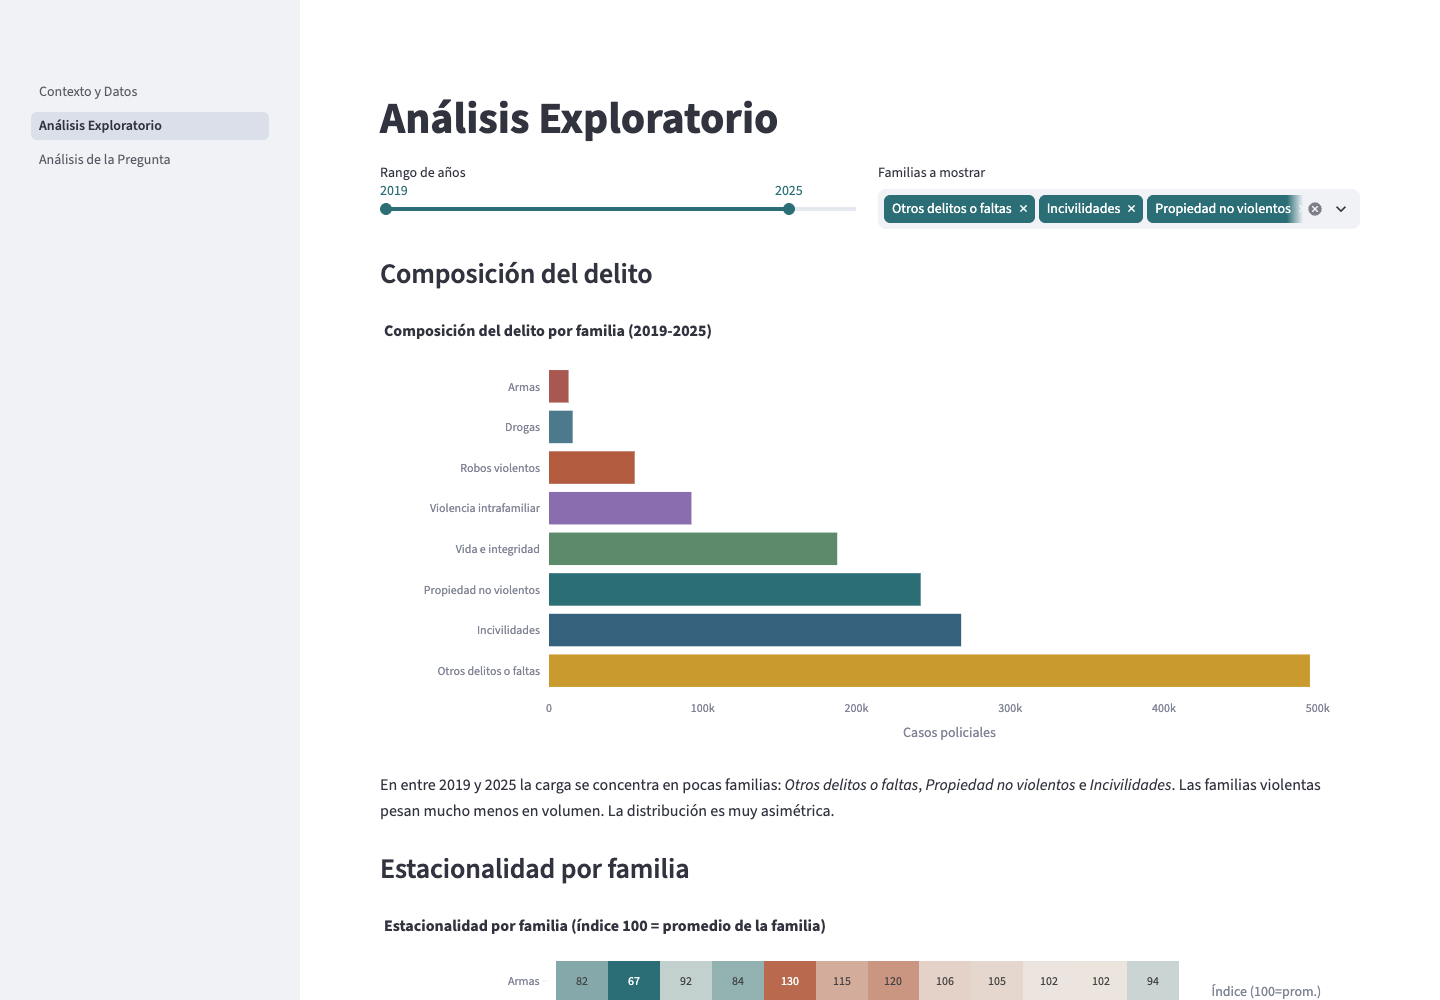 Contexto y Datos
Análisis Exploratorio
Análisis de la Pregunta
Análisis Exploratorio
Rango de años
2019
2025
Familias a mostrar
Otros delitos o faltas
Incivilidades
Propiedad no violentos
Composición del delito
Composición del delito por familia (2019-2025)
Armas
Drogas
Robos violentos
Violencia intrafamiliar
Vida e integridad
Propiedad no violentos
Incivilidades
Otros delitos o faltas
0 100k 200k 300k 400k 500k
Casos policiales
En entre 2019 y 2025 la carga se concentra en pocas familias: Otros delitos o faltas, Propiedad no violentos e Incivilidades. Las familias violentas
pesan mucho menos en volumen. La distribución es muy asimétrica.
Estacionalidad por familia
Estacionalidad por familia (índice 100 = promedio de la familia)
Armas 82 67 92 84 130 115 120 106 105 102 102 94
Índice (100=prom.)